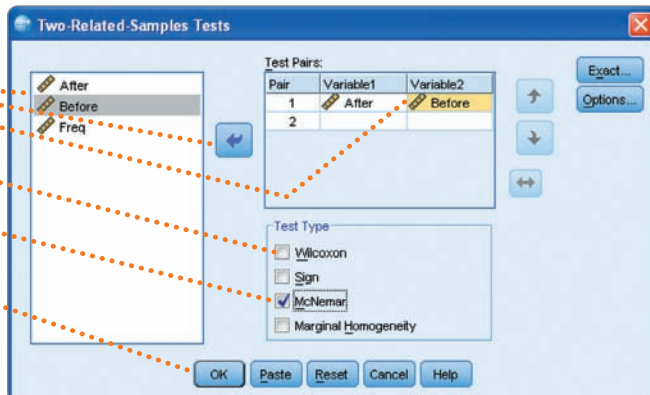 Two-Related-Samples Tests
Test Pairs:
Exact...
Options...
After
Before
Freq
Pair Variable1 Variable2
1 After Before
2
Test Type
Wilcoxon
Sign
McNemar
Marginal Homogeneity
OK Paste Reset Cancel Help